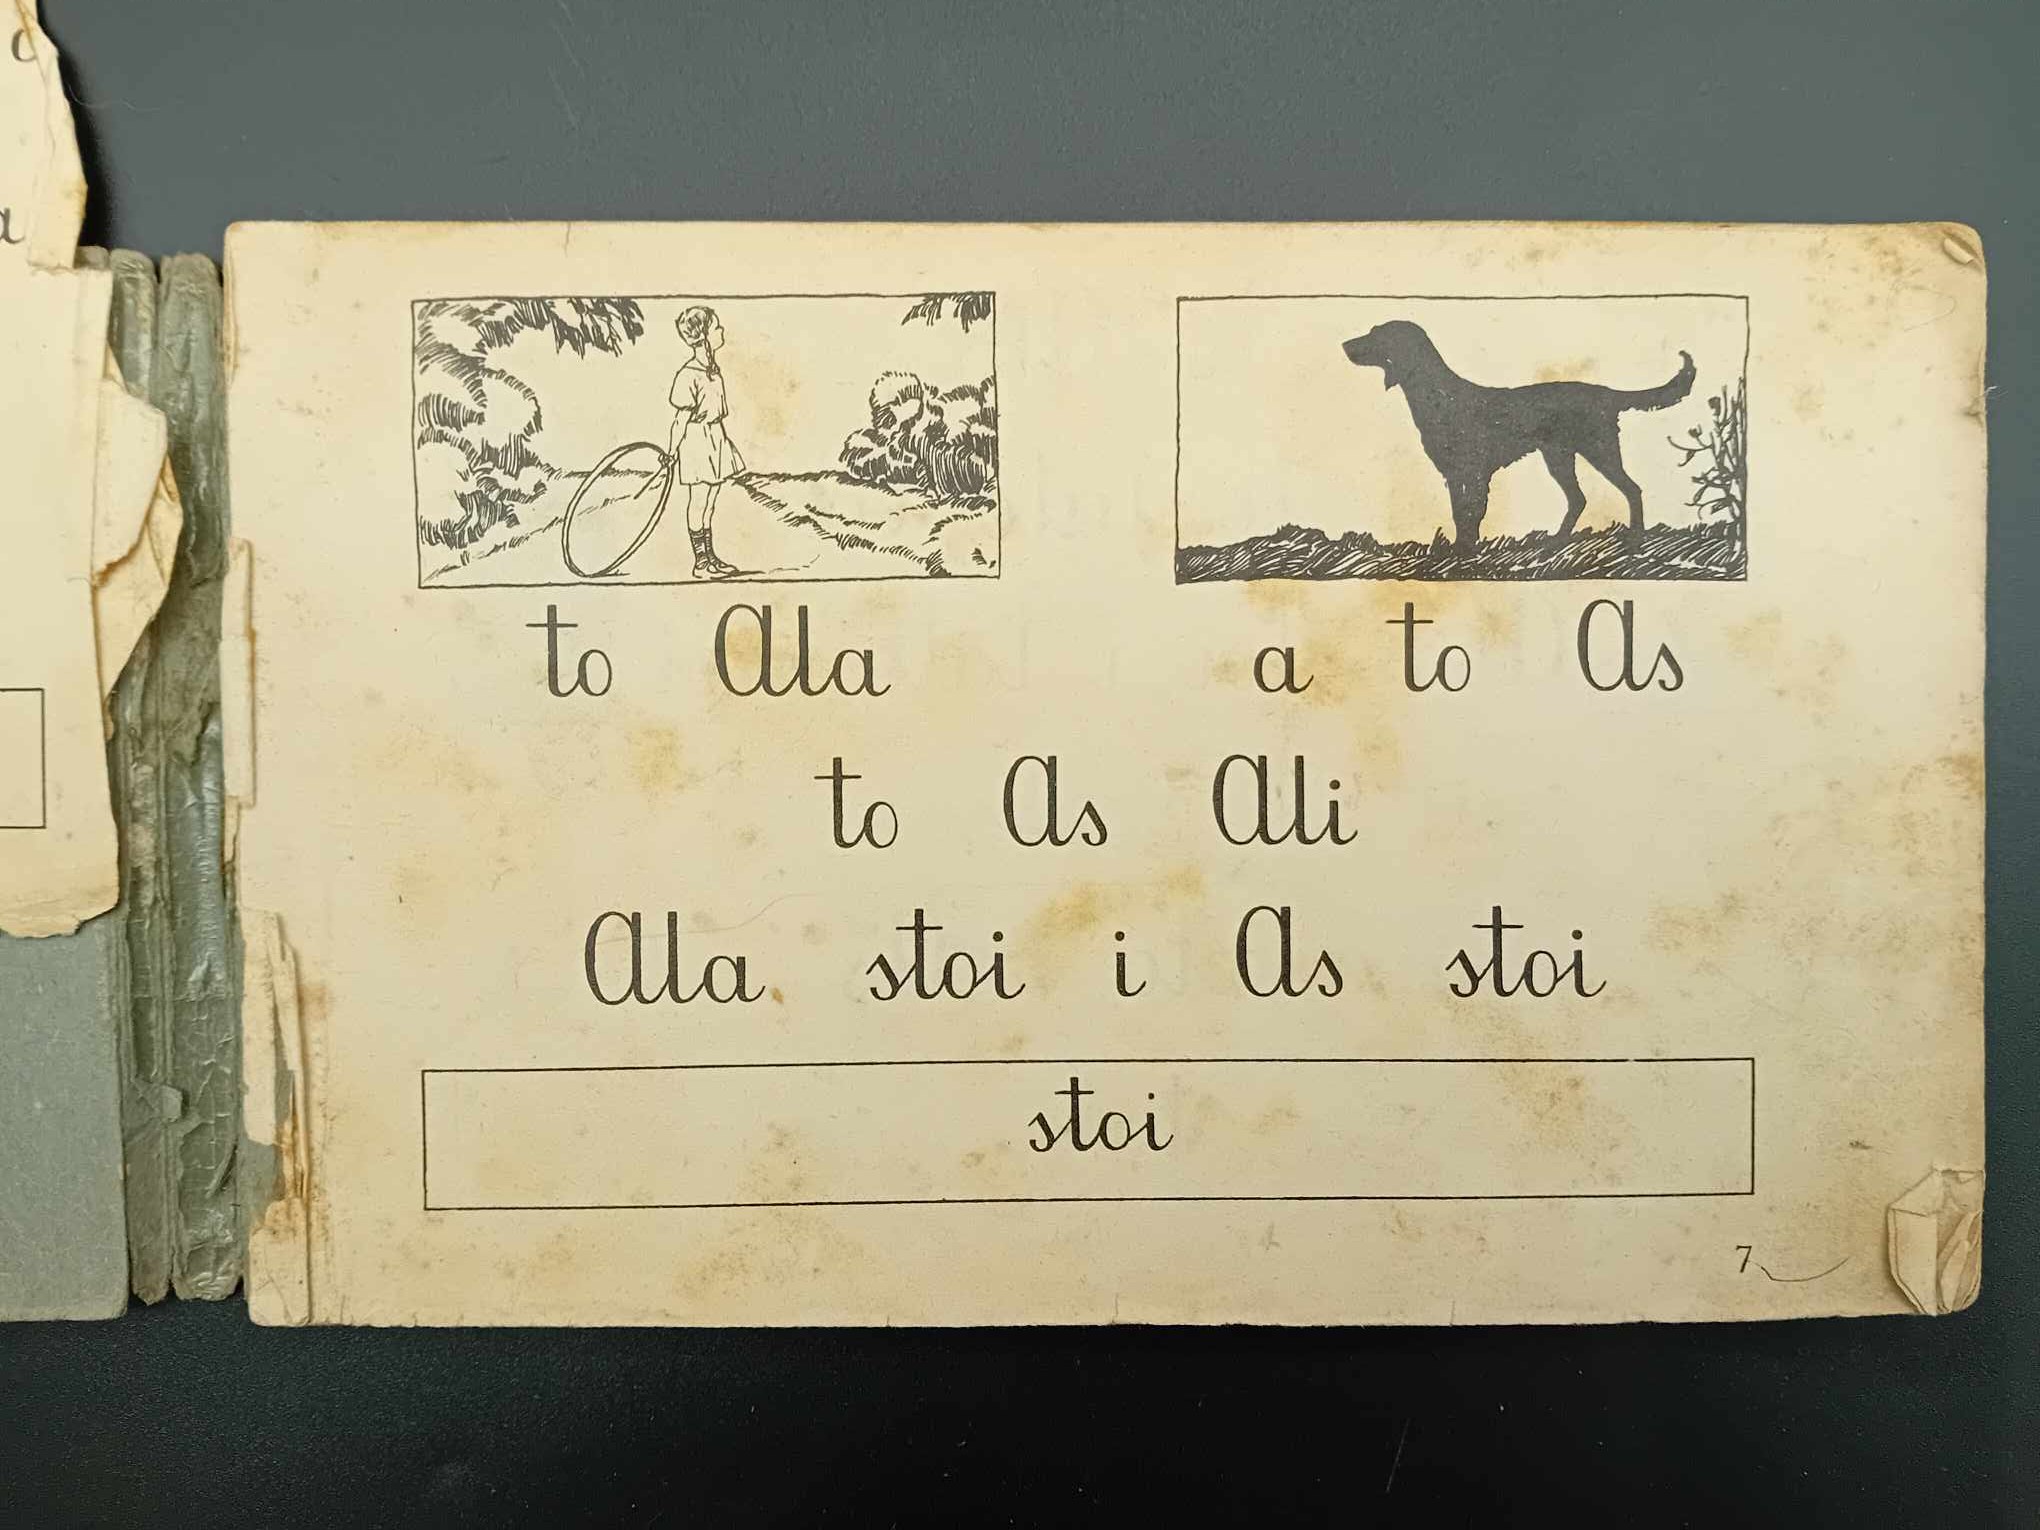 c
a
to Ala
a to As
to As Ali
Ala stoi i As stoi
stoi
7